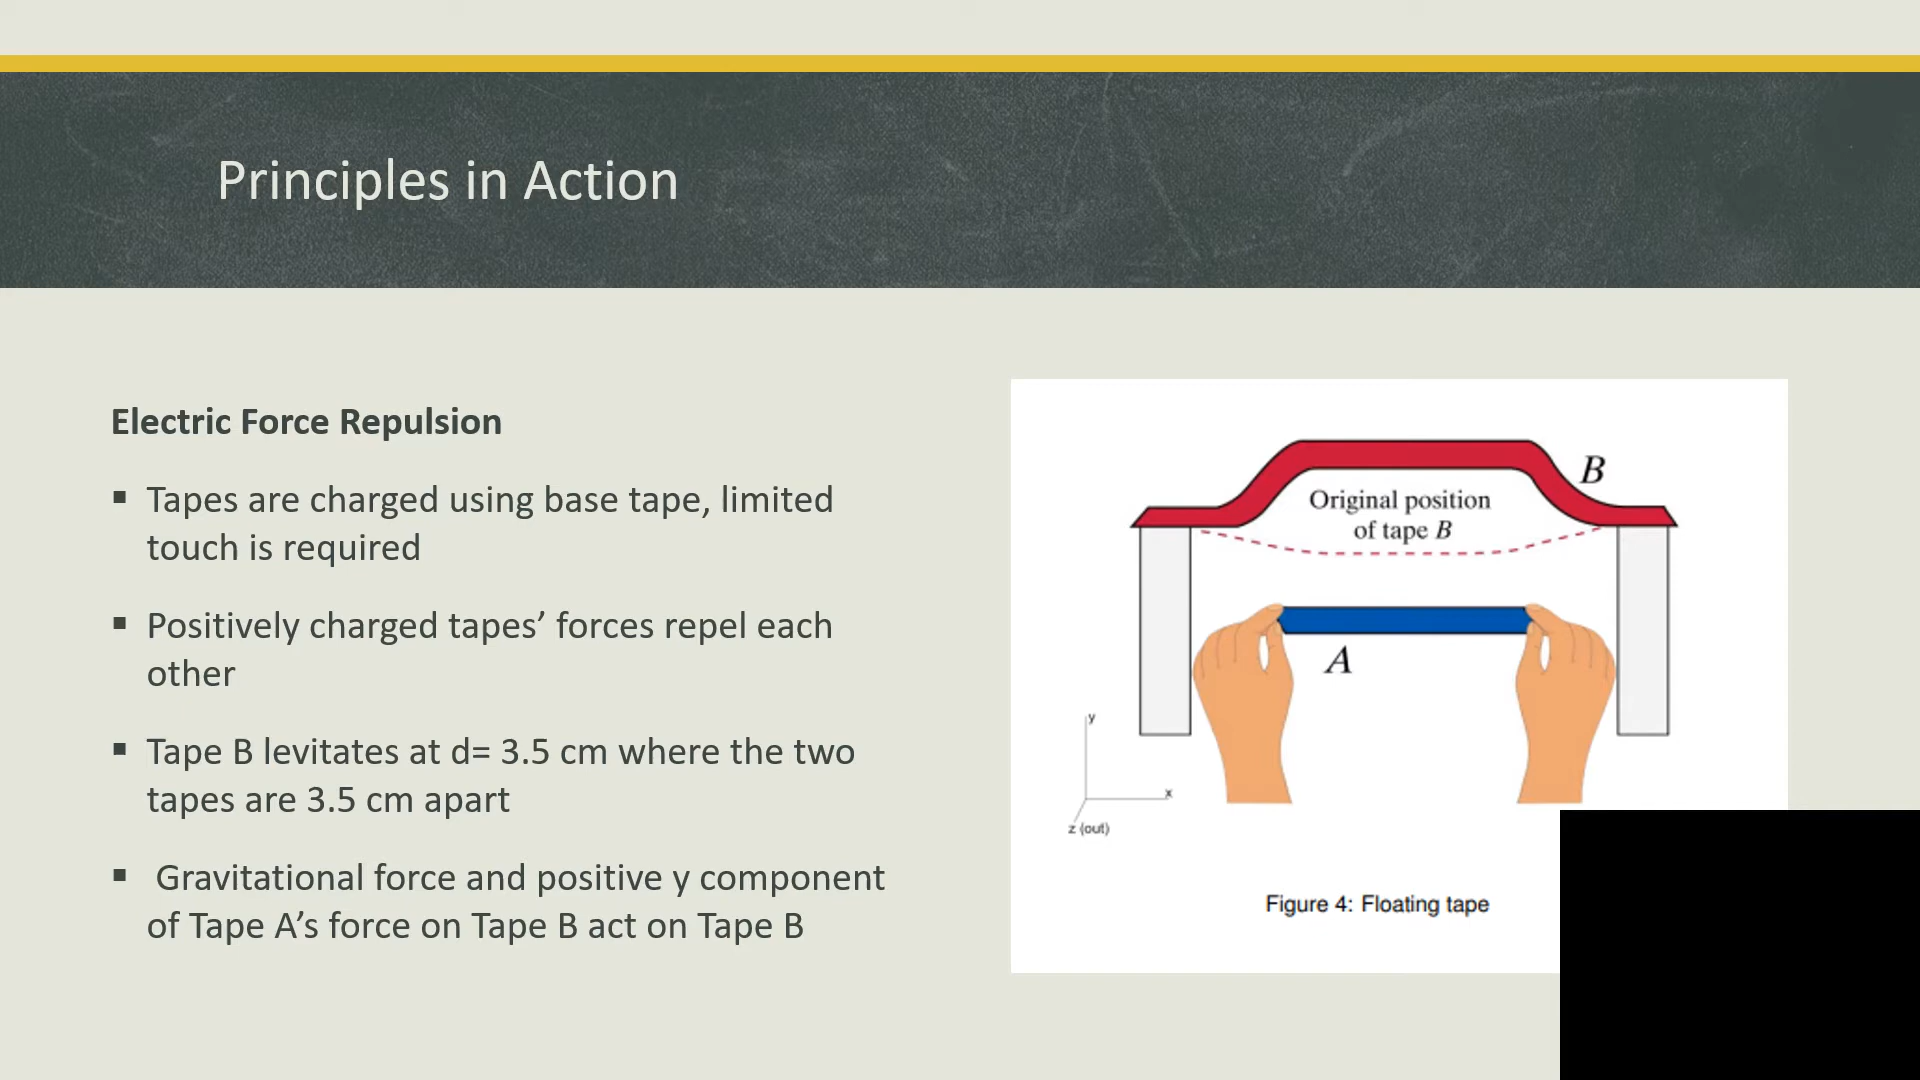 Principles in Action
Electric Force Repulsion
▪ Tapes are charged using base tape, limited
touch is required
▪ Positively charged tapes’ forces repel each
other
▪ Tape B levitates at d= 3.5 cm where the two
tapes are 3.5 cm apart
▪ Gravitational force and positive y component
of Tape A’s force on Tape B act on Tape B
B
Original position
of tape B
A
y
x
z (out)
Figure 4: Floating tape